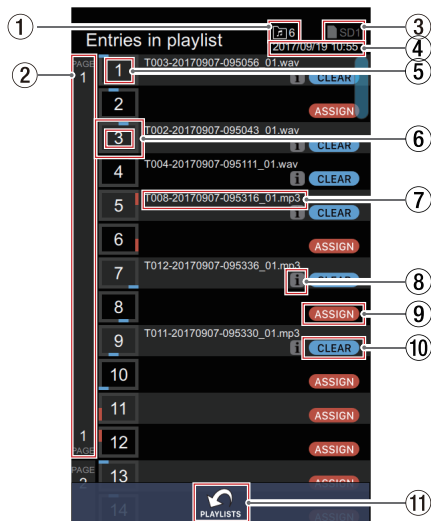 ① 6 SD1 ③
Entries in playlist
2017/09/19 10:55 ④
② PAGE
1
1 T003-20170907-095056_01.wav ⑤
i CLEAR
2 ASSIGN
3 T002-20170907-095043_01.wav ⑥
i CLEAR
4 T004-20170907-095111_01.wav
i CLEAR
5 T008-20170907-095316_01.mp3 ⑦
i CLEAR
6 ASSIGN
7 T012-20170907-095336_01.mp3
i CLEAR ⑧
8 ASSIGN ⑨
9 T011-20170907-095330_01.mp3
i CLEAR ⑩
10 ASSIGN
11 ASSIGN
1
PAGE
12 ASSIGN
PAGE
2
13 ASSIGN
14
PLAYLISTS ⑪